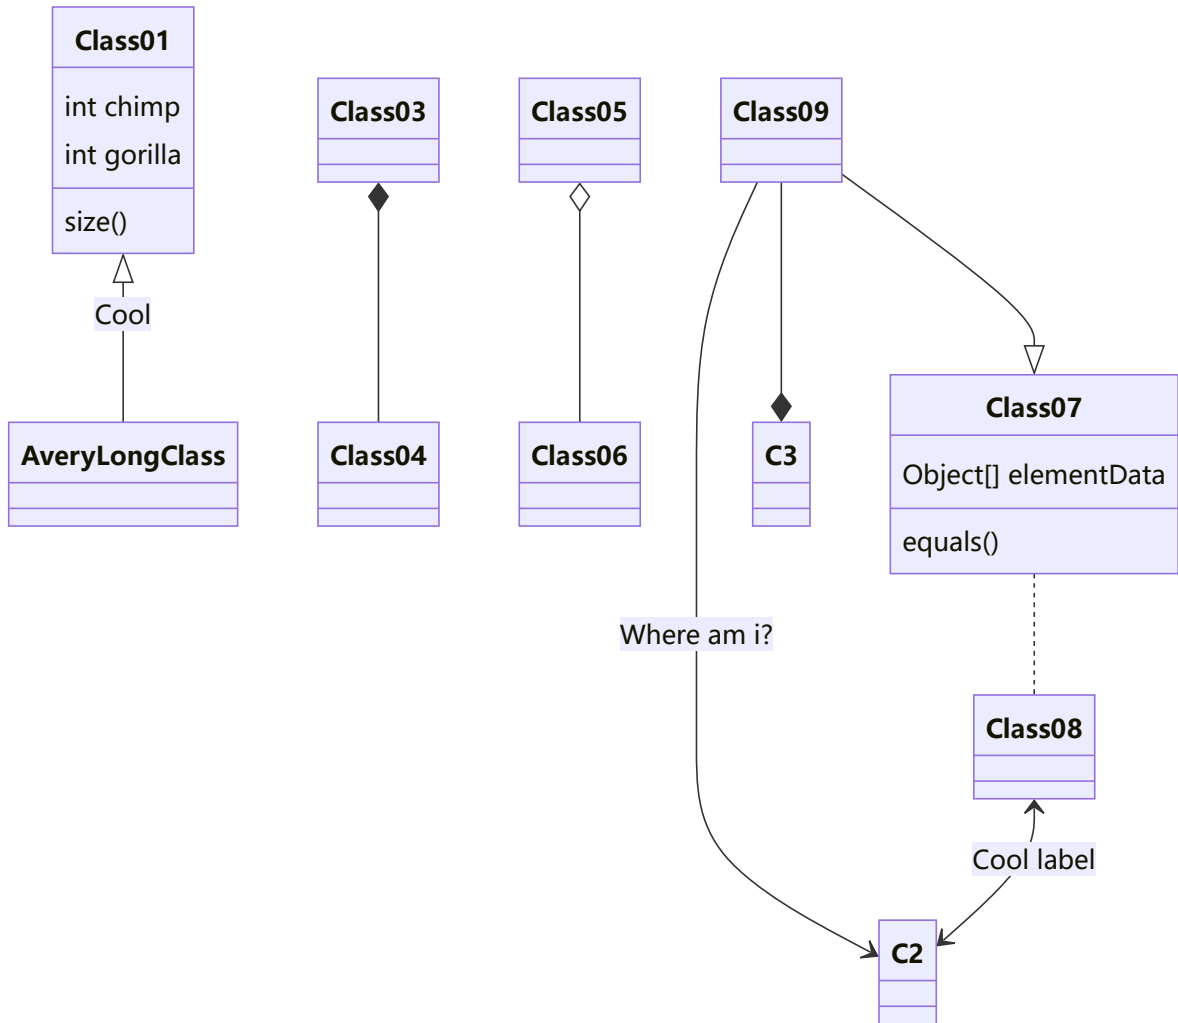 Class01
int chimp
int gorilla
size()
Class03
Class05
Class09
Cool
AveryLongClass
Class04
Class06
C3
Class07
Object[] elementData
equals()
Where am i?
Class08
Cool label
C2